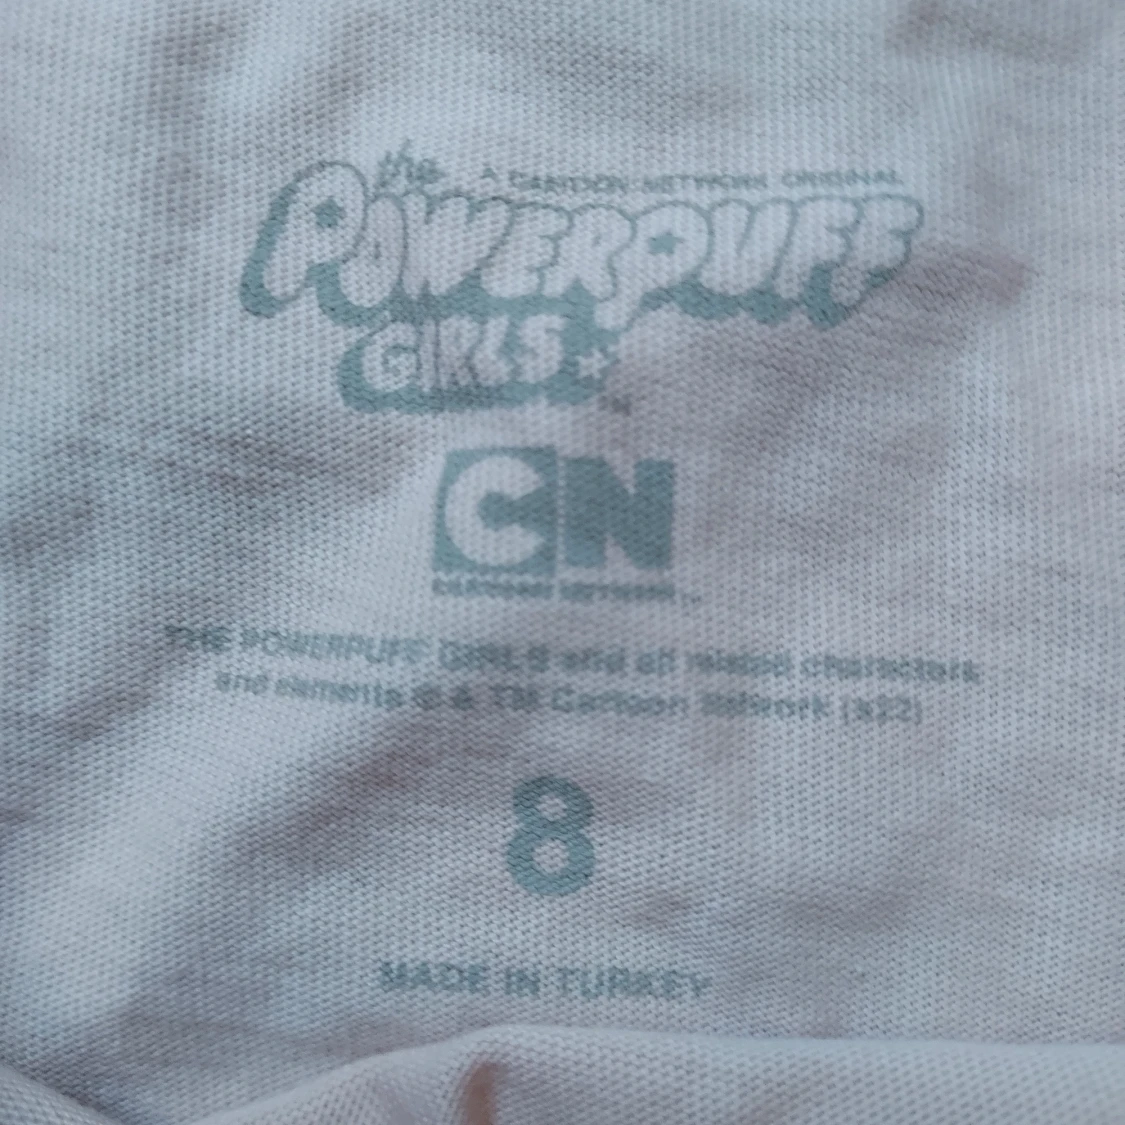 the A CARTOON NETWORK ORIGINAL
POWERPUFF
GIRLS
TM
CN
CARTOON NETWORK TM
THE POWERPUFF GIRLS and all related characters
and elements © & TM Cartoon Network (s22)
8
MADE IN TURKEY